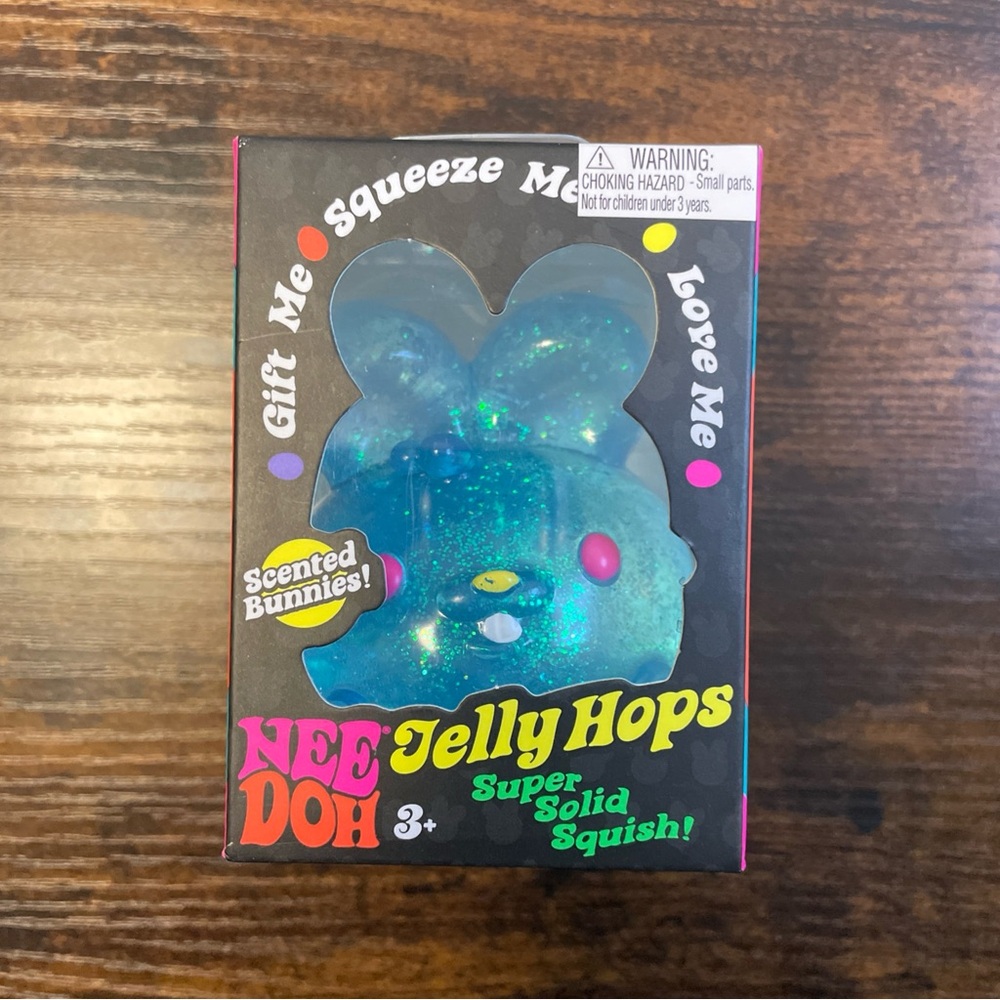 Gift Me
Squeeze Me
Love Me
WARNING:
CHOKING HAZARD - Small parts.
Not for children under 3 years.
Scented
Bunnies!
NEE®
DOH
Jelly Hops
Super
Solid
Squish!
3+